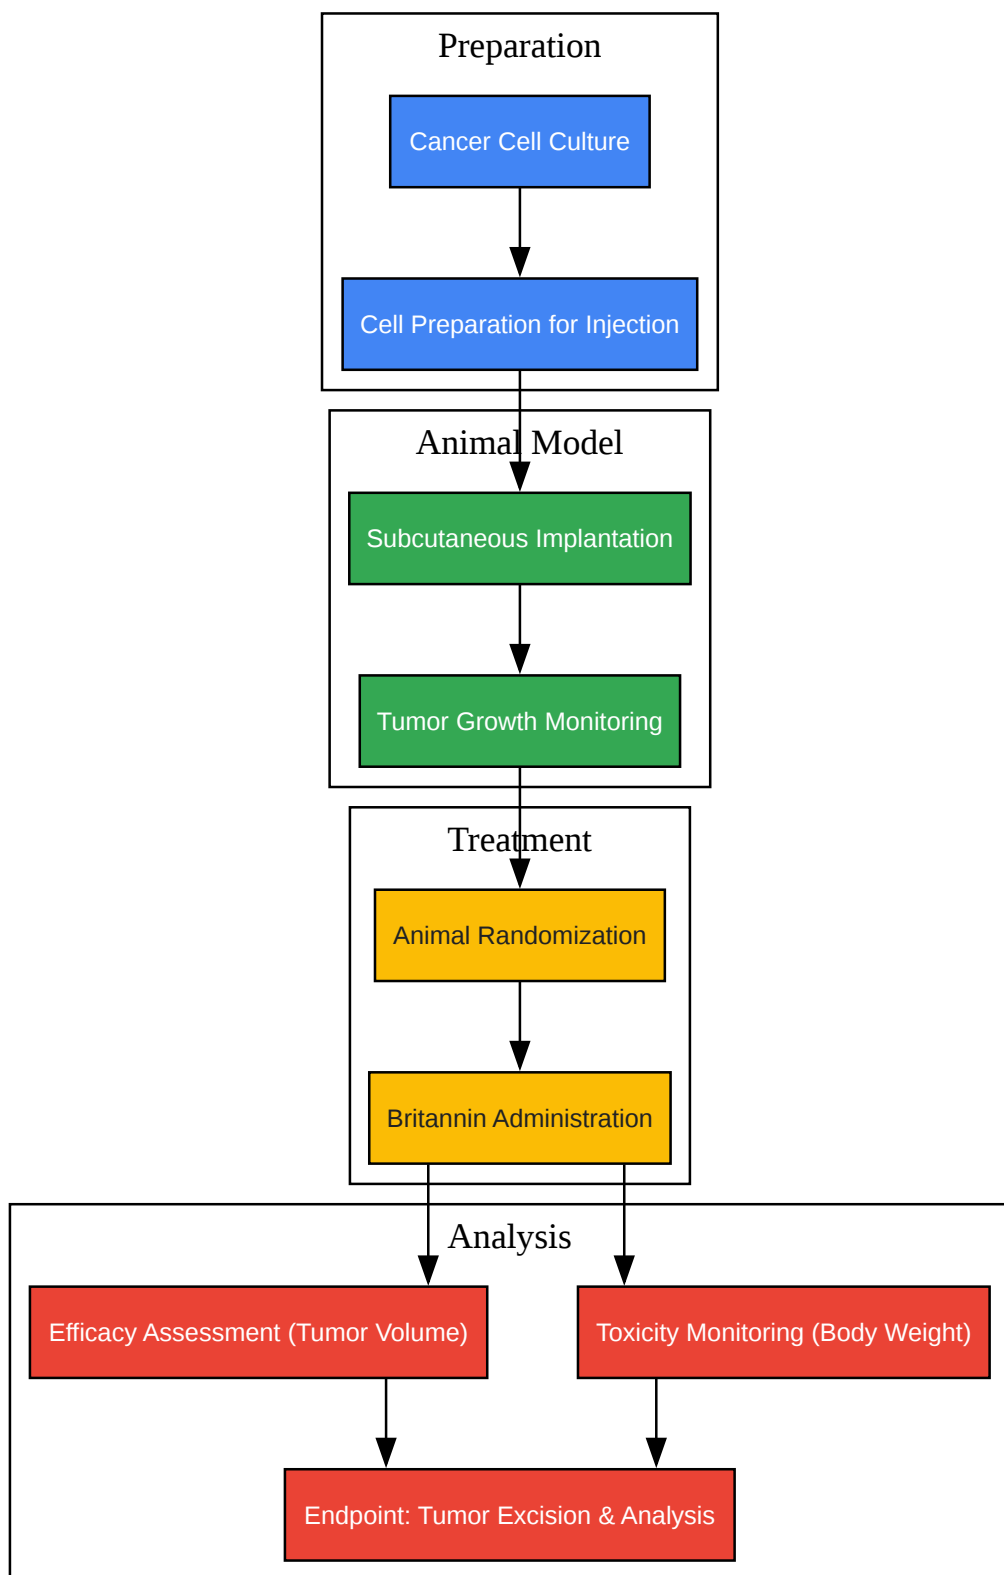 Preparation
Cancer Cell Culture
Cell Preparation for Injection
Animal Model
Subcutaneous Implantation
Tumor Growth Monitoring
Treatment
Animal Randomization
Britannin Administration
Analysis
Efficacy Assessment (Tumor Volume)
Toxicity Monitoring (Body Weight)
Endpoint: Tumor Excision & Analysis